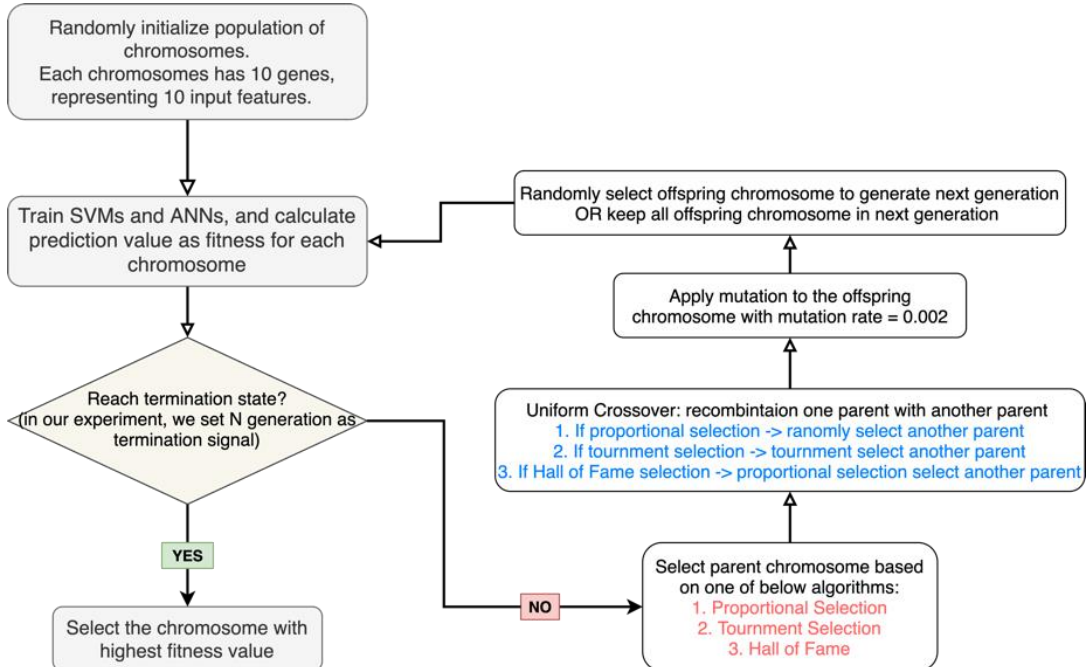 Randomly initialize population of
chromosomes.
Each chromosomes has 10 genes,
representing 10 input features.
Train SVMs and ANNs, and calculate
prediction value as fitness for each
chromosome
Reach termination state?
(in our experiment, we set N generation as
termination signal)
YES
Select the chromosome with
highest fitness value
NO
Select parent chromosome based
on one of below algorithms:
1. Proportional Selection
2. Tournment Selection
3. Hall of Fame
Uniform Crossover: recombintaion one parent with another parent
1. If proportional selection -> ranomly select another parent
2. If tournment selection -> tournment select another parent
3. If Hall of Fame selection -> proportional selection select another parent
Apply mutation to the offspring
chromosome with mutation rate = 0.002
Randomly select offspring chromosome to generate next generation
OR keep all offspring chromosome in next generation